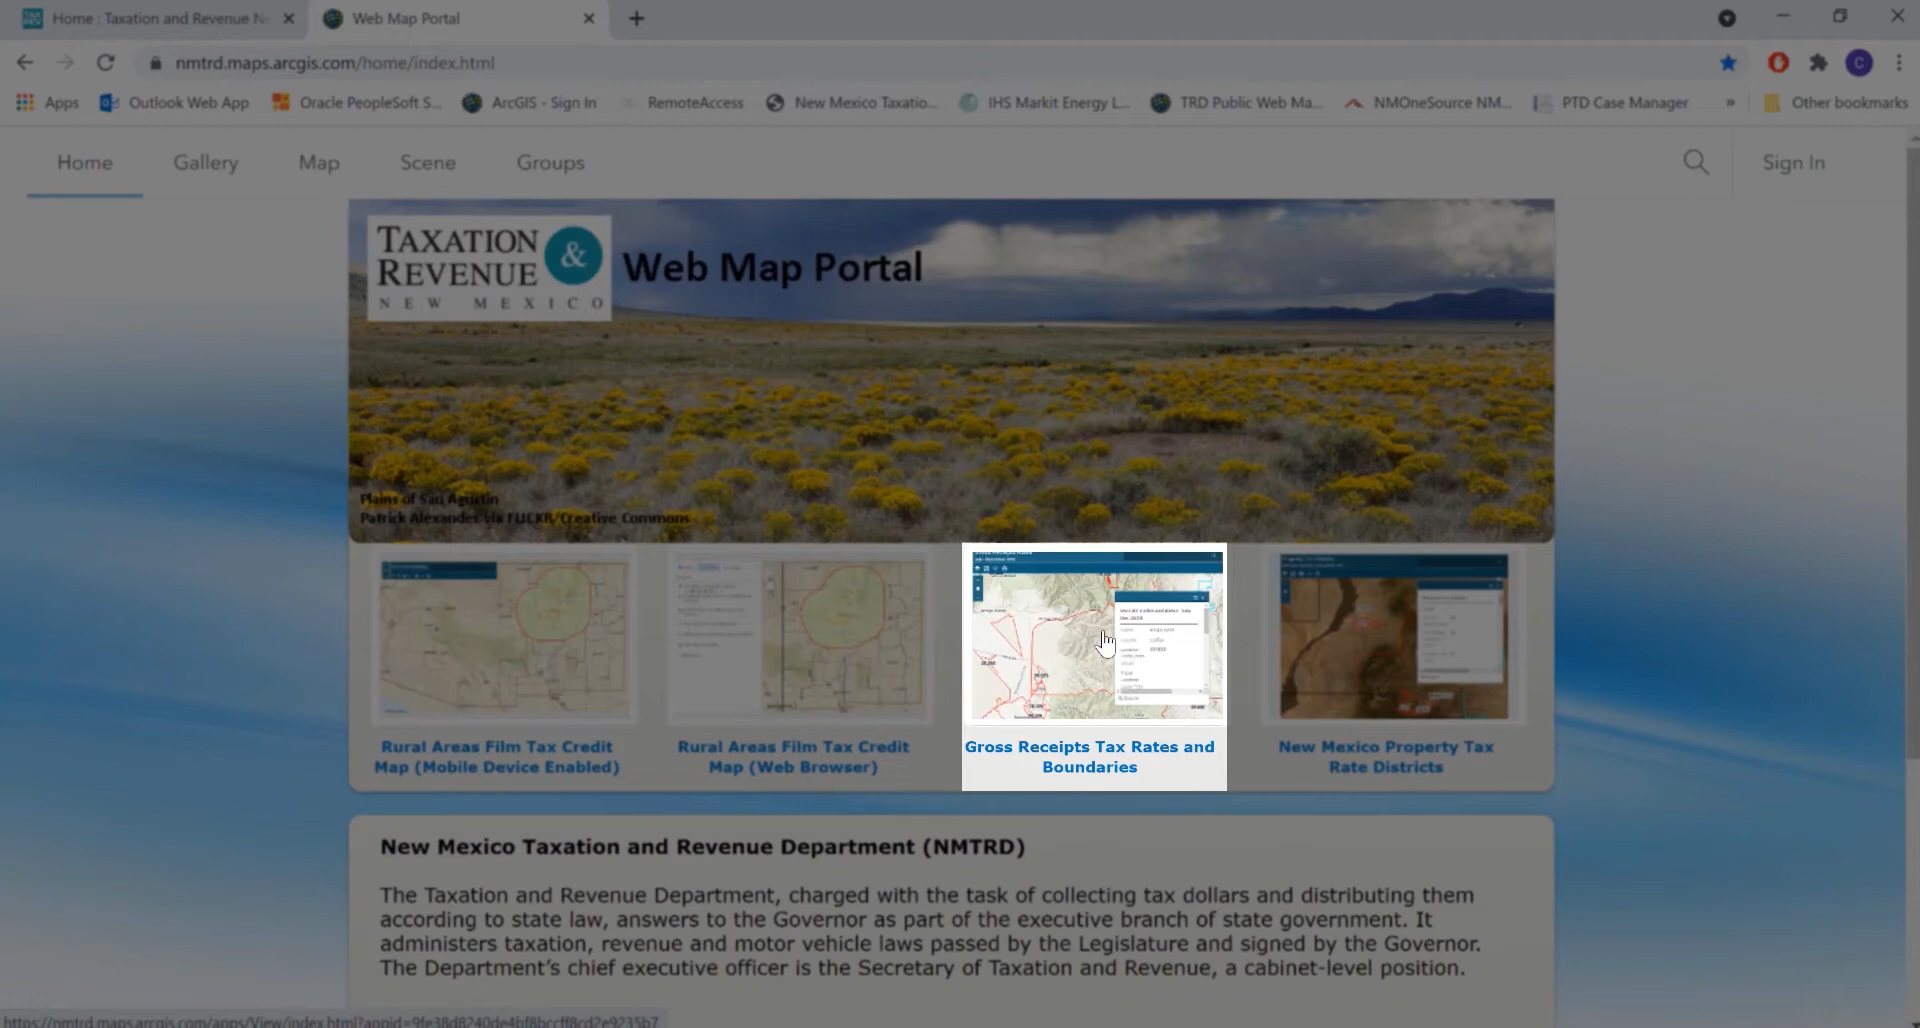 Home : Taxation and Revenue Ne
Web Map Portal
nmtrd.maps.arcgis.com/home/index.html
C
Apps
Outlook Web App
Oracle PeopleSoft S...
ArcGIS - Sign In
RemoteAccess
New Mexico Taxatio...
IHS Markit Energy L...
TRD Public Web Ma...
NMOneSource NM...
PTD Case Manager
»
Other bookmarks
Home
Gallery
Map
Scene
Groups
Sign In
TAXATION & REVENUE
NEW MEXICO
Web Map Portal
Plains of San Agustin
Patrick Alexander via FLICKR/Creative Commons
Rural Areas Film Tax Credit
Map (Mobile Device Enabled)
Rural Areas Film Tax Credit
Map (Web Browser)
Gross Receipts Tax Rates and
Boundaries
New Mexico Property Tax
Rate Districts
New Mexico Taxation and Revenue Department (NMTRD)
The Taxation and Revenue Department, charged with the task of collecting tax dollars and distributing them
according to state law, answers to the Governor as part of the executive branch of state government. It
administers taxation, revenue and motor vehicle laws passed by the Legislature and signed by the Governor.
The Department's chief executive officer is the Secretary of Taxation and Revenue, a cabinet-level position.
https://nmtrd.maps.arcgis.com/apps/View/index.html?appid=9fe38d8240de4bf8bccff8cd2e9235b7